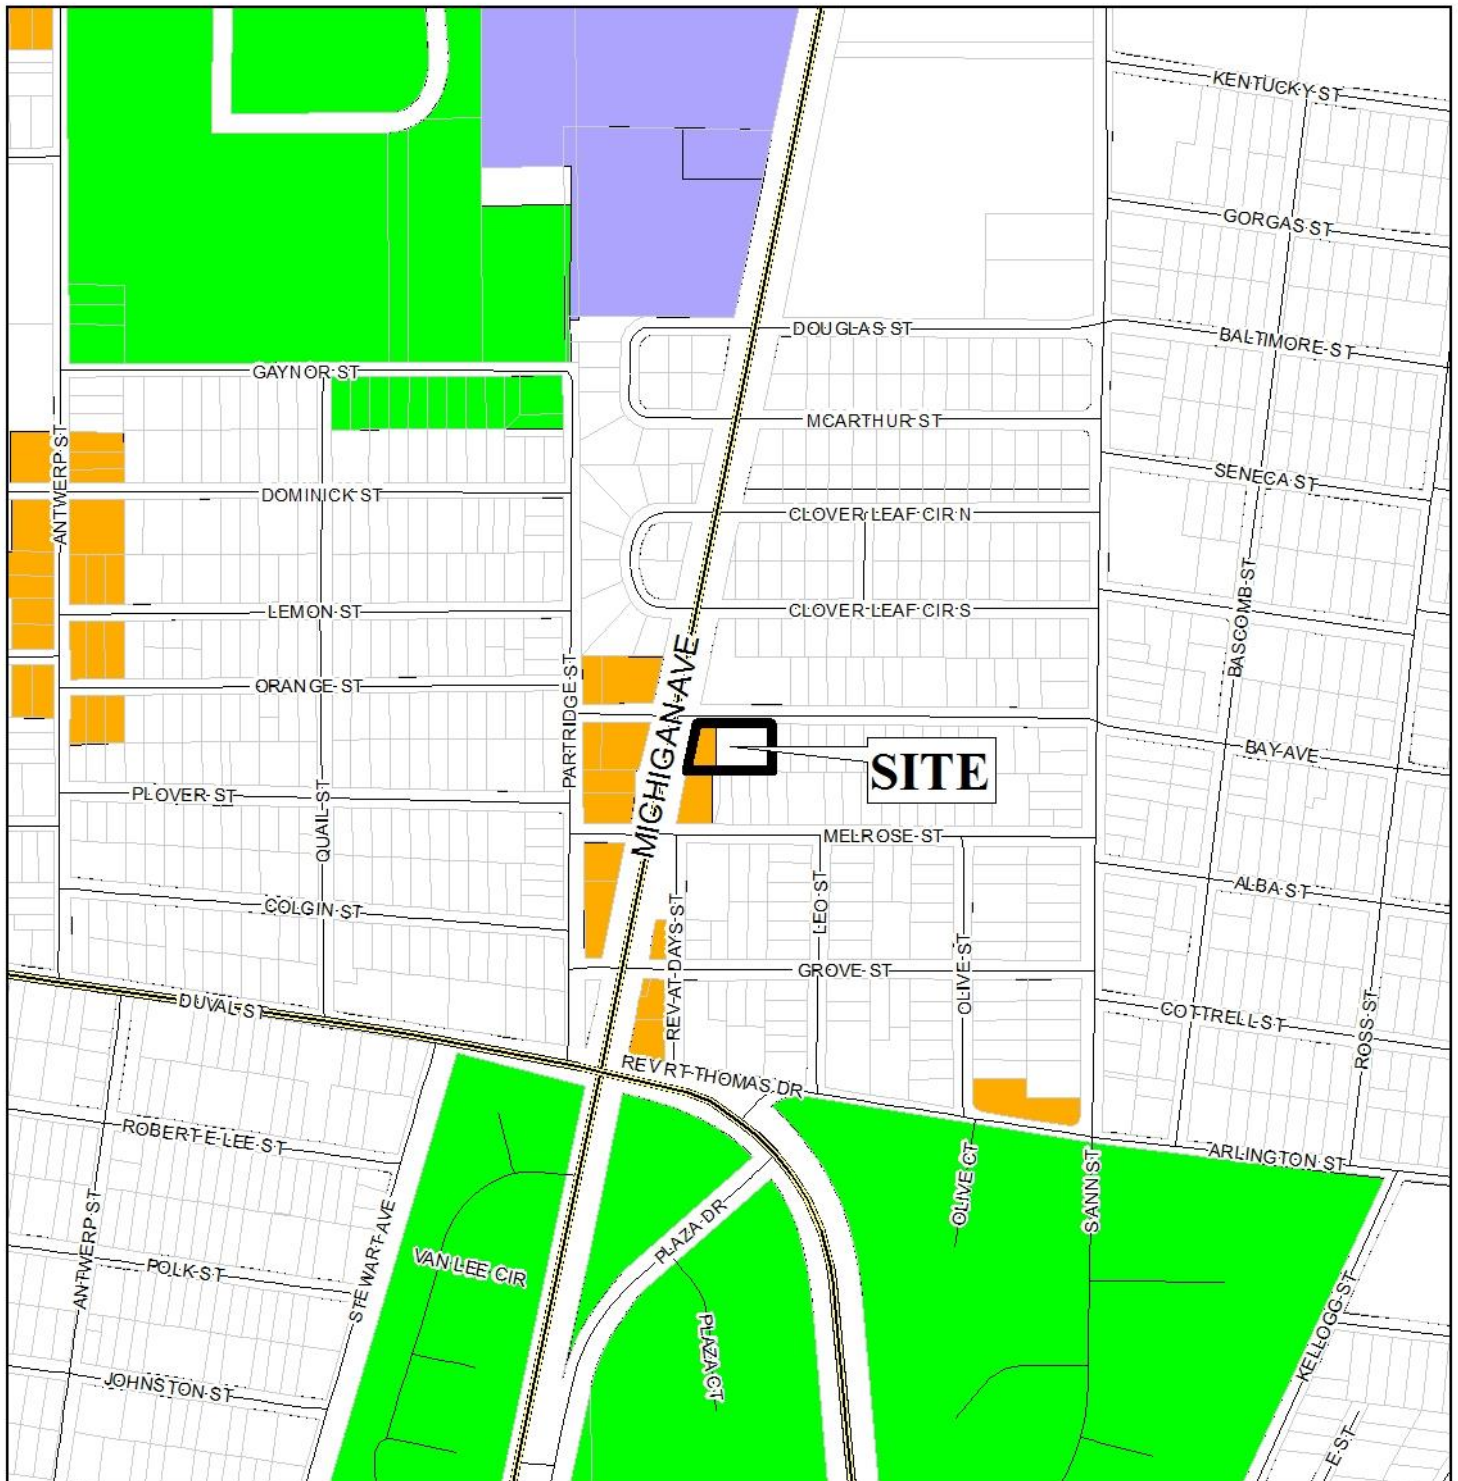 KENTUCKY ST
GORGAS ST
DOUGLAS ST
BALTIMORE ST
GAYNOR ST
MCARTHUR ST
ANTWERP ST
SENECA ST
DOMINICK ST
CLOVER LEAF CIR N
LEMON ST
CLOVER LEAF CIR S
BASCOMB ST
PARTRIDGE ST
ORANGE ST
MICHIGAN AVE
BAY AVE
SITE
PLOVER ST
QUAIL ST
MELROSE ST
ALBA ST
COLGIN ST
LEO ST
REV AT DAYS ST
OLIVE ST
GROVE ST
DUVAL ST
COTTRELL ST
ROSS ST
REV RT THOMAS DR
ROBERT E LEE ST
ARLINGTON ST
OLIVE CT
SANN ST
ANTWERP ST
STEWART AVE
PLAZA DR
VAN LEE CIR
POLK ST
PLAZA CT
KELLOGG ST
JOHNSTON ST
E ST